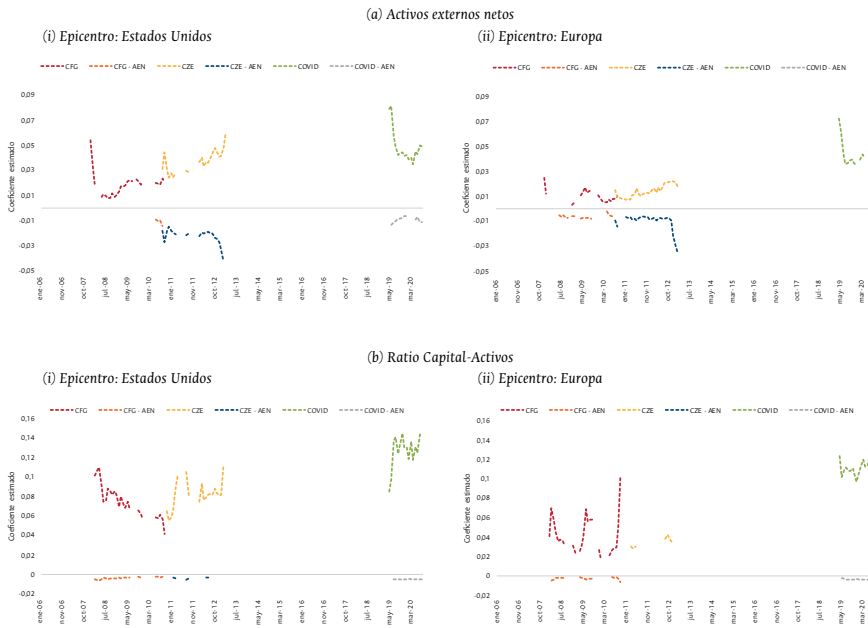 (a) Activos externos netos
(i) Epicentro: Estados Unidos
CFG CFG - AEN CZE CZE - AEN COVID COVID - AEN
Coeficiente estimado
0,09
0,07
0,05
0,03
0,01
-0,01
-0,03
-0,05
ene-06
nov-06
oct-07
jul-08
may-09
mar-10
ene-11
nov-11
oct-12
jul-13
may-14
mar-15
ene-16
nov-16
oct-17
jul-18
may-19
mar-20
(ii) Epicentro: Europa
CFG CFG - AEN CZE CZE - AEN COVID COVID - AEN
Coeficiente estimado
0,09
0,07
0,05
0,03
0,01
-0,01
-0,03
-0,05
ene-06
nov-06
oct-07
jul-08
may-09
mar-10
ene-11
nov-11
oct-12
jul-13
may-14
mar-15
ene-16
nov-16
oct-17
jul-18
may-19
mar-20
(b) Ratio Capital-Activos
(i) Epicentro: Estados Unidos
CFG CFG - AEN CZE CZE - AEN COVID COVID - AEN
Coeficiente estimado
0,16
0,14
0,12
0,1
0,08
0,06
0,04
0,02
0
-0,02
ene-06
nov-06
oct-07
jul-08
may-09
mar-10
ene-11
nov-11
oct-12
jul-13
may-14
mar-15
ene-16
nov-16
oct-17
jul-18
may-19
mar-20
(ii) Epicentro: Europa
CFG CFG - AEN CZE CZE - AEN COVID COVID - AEN
Coeficiente estimado
0,16
0,14
0,12
0,1
0,08
0,06
0,04
0,02
0
-0,02
ene-06
nov-06
oct-07
jul-08
may-09
mar-10
ene-11
nov-11
oct-12
jul-13
may-14
mar-15
ene-16
nov-16
oct-17
jul-18
may-19
mar-20